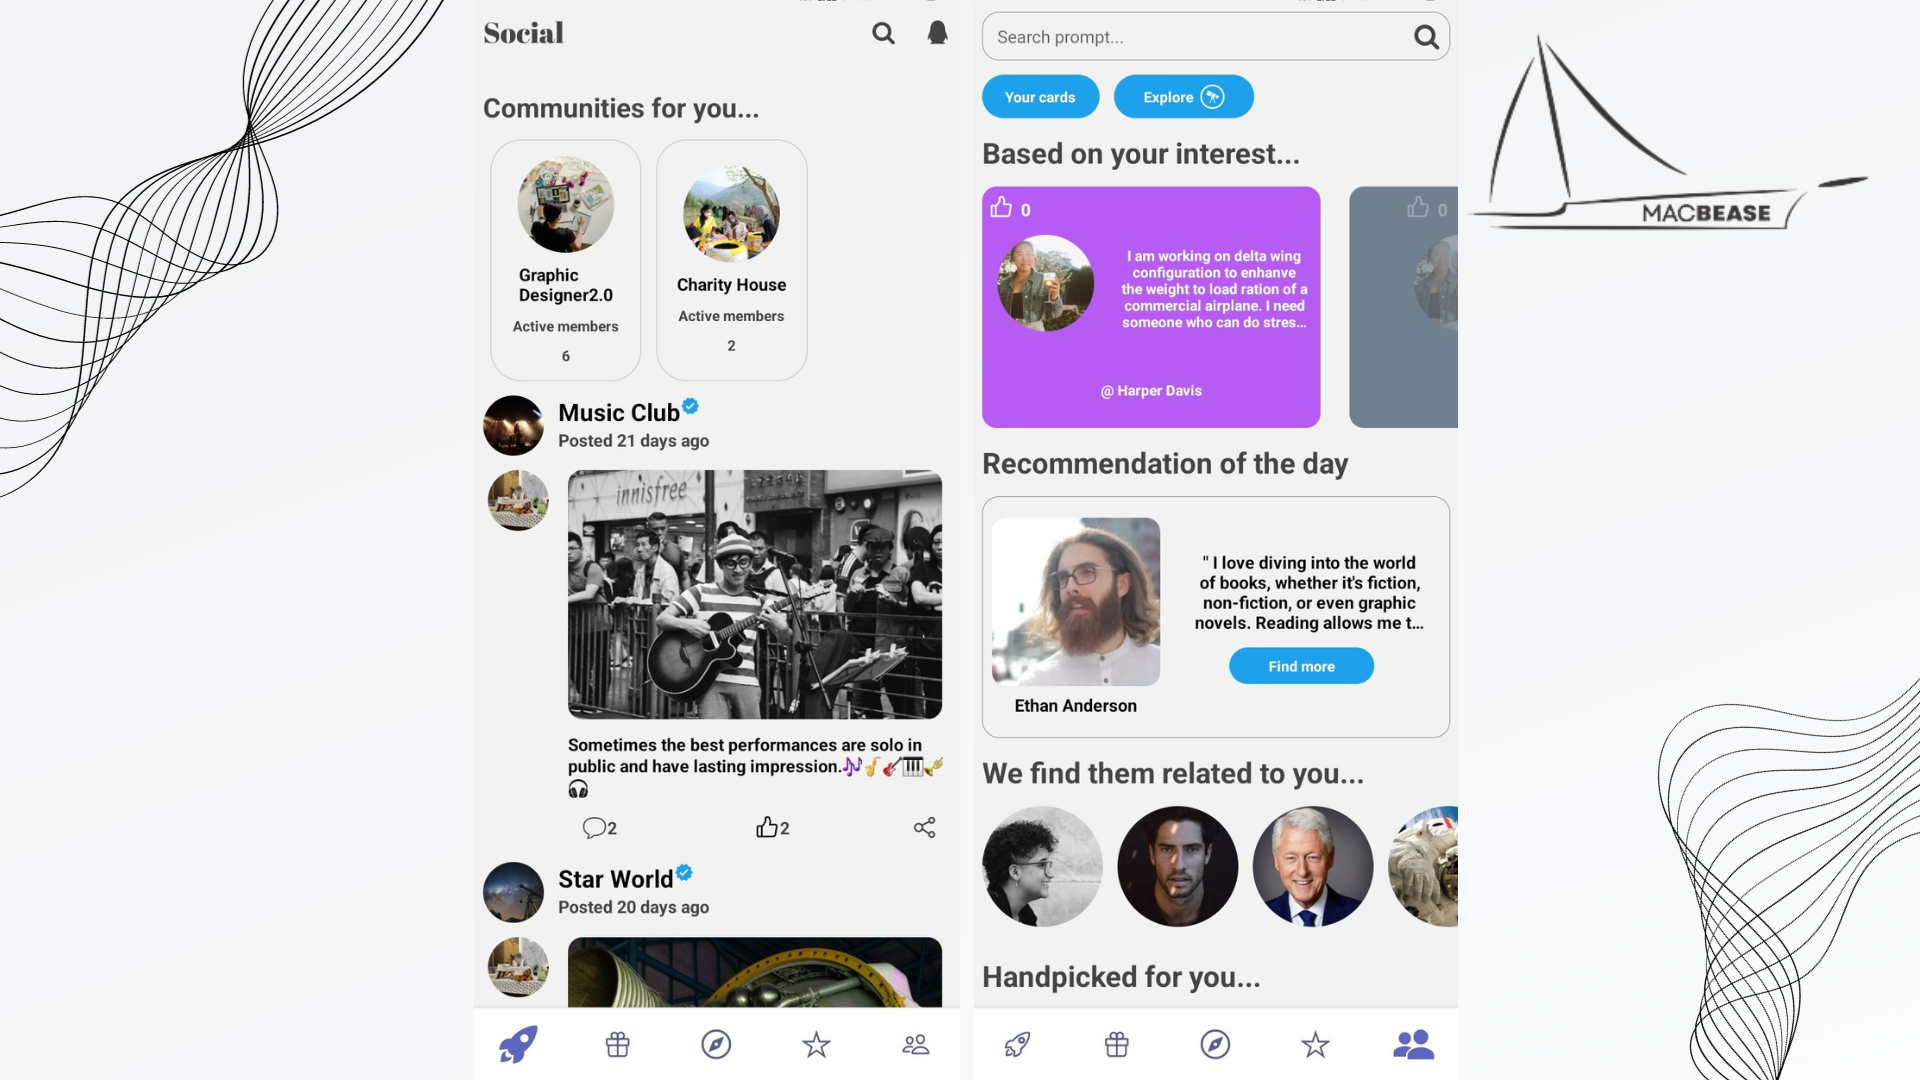 Social
Communities for you...
Graphic
Designer2.0
Active members
6
Charity House
Active members
2
Music Club
Posted 21 days ago
innisfree
Sometimes the best performances are solo in
public and have lasting impression.🎶🎷🎸🎹🎺
🎧
2
2
Star World
Posted 20 days ago
Search prompt...
Your cards
Explore
Based on your interest...
0
I am working on delta wing
configuration to enhanve
the weight to load ration of a
commercial airplane. I need
someone who can do stres...
@ Harper Davis
0
Recommendation of the day
" I love diving into the world
of books, whether it's fiction,
non-fiction, or even graphic
novels. Reading allows me t...
Find more
Ethan Anderson
We find them related to you...
Handpicked for you...
MACBEASE